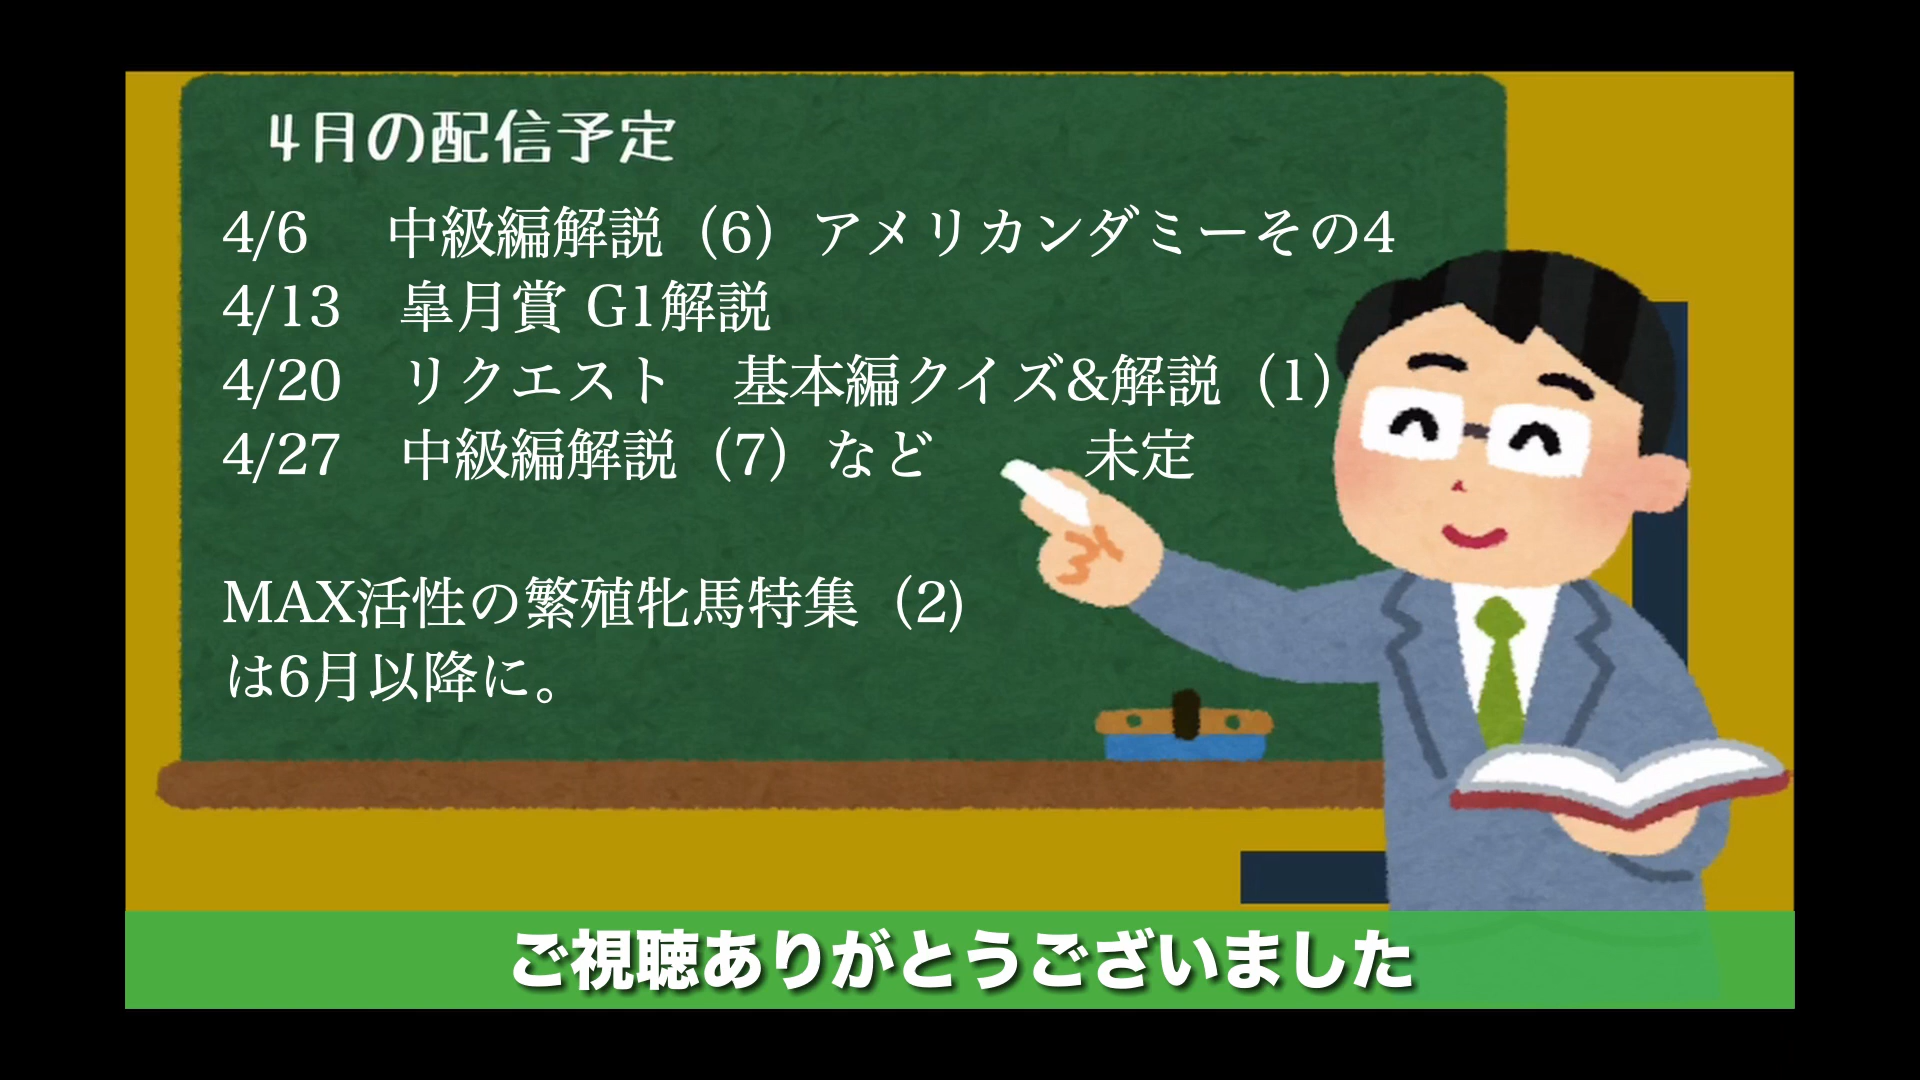 4月の配信予定
4/6　中級編解説（6）アメリカンダミーその4
4/13　皐月賞 G1解説
4/20　リクエスト　基本編クイズ&解説（1）
4/27　中級編解説（7）など　　未定
MAX活性の繁殖牝馬特集（2)
は6月以降に。
ご視聴ありがとうございました